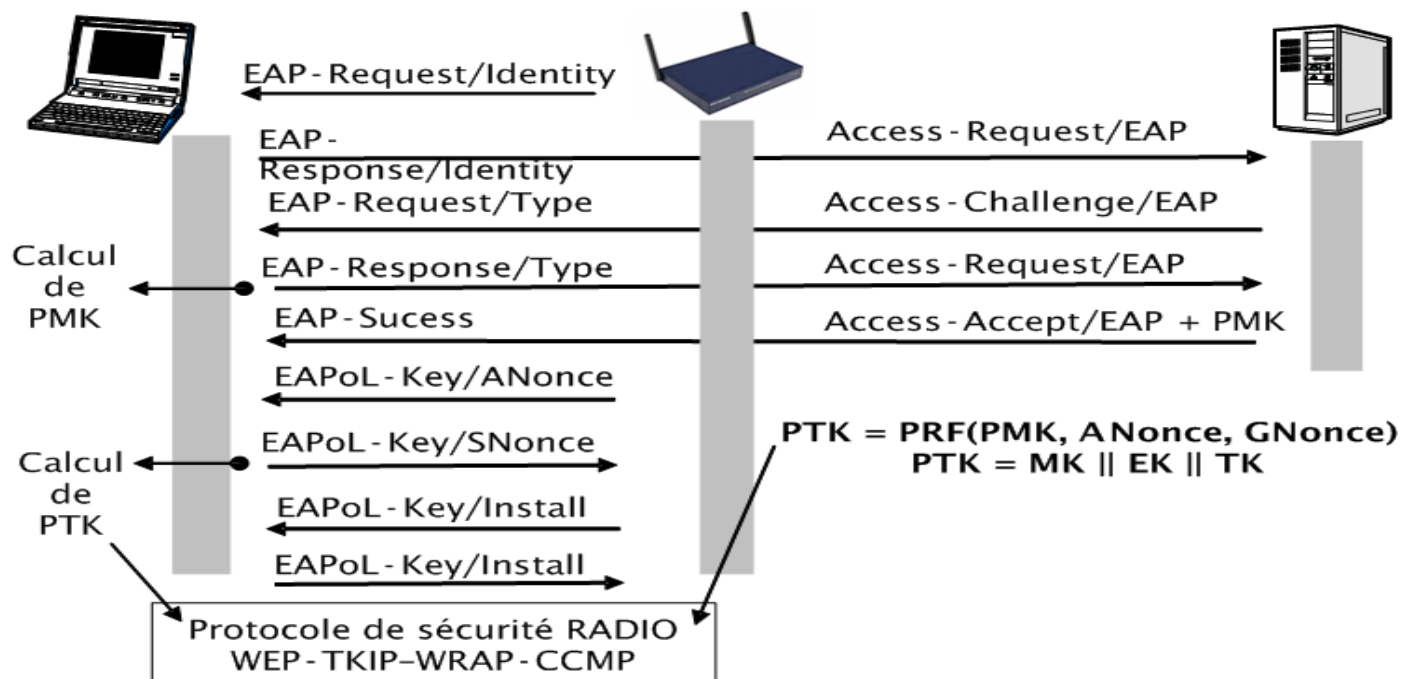 EAP-Request/Identity
EAP-
Response/Identity
Access-Request/EAP
EAP-Request/Type
Access-Challenge/EAP
Calcul
de
PMK
EAP-Response/Type
Access-Request/EAP
EAP-Sucess
Access-Accept/EAP + PMK
EAPoL-Key/ANonce
Calcul
de
PTK
EAPoL-Key/SNonce
PTK = PRF(PMK, ANonce, GNonce)
PTK = MK || EK || TK
EAPoL-Key/Install
EAPoL-Key/Install
Protocole de sécurité RADIO
WEP-TKIP–WRAP-CCMP